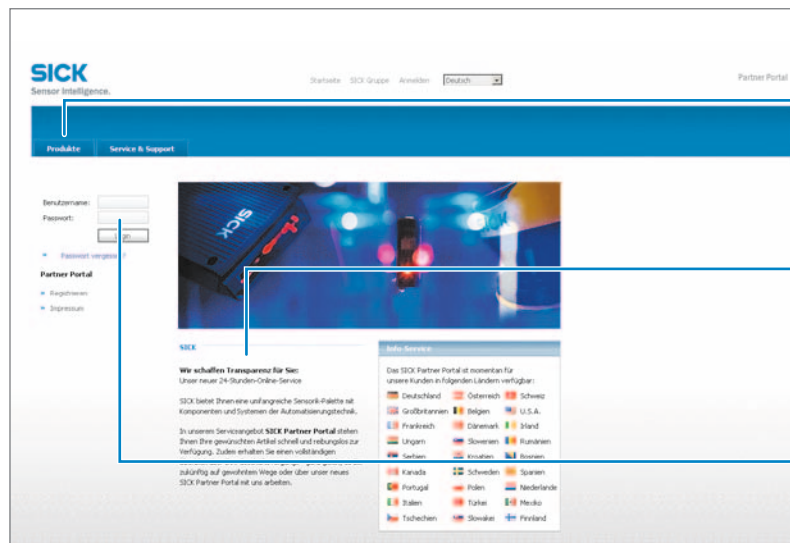 SICK
Sensor Intelligence.
Startseite SICK Gruppe Anmelden Deutsch
Partner Portal
Produkte Service & Support
Benutzername:
Passwort:
Passwort vergessen?
Partner Portal
Registrieren
Impressum
SICK
SICK
SICK
Wir schaffen Transparenz für Sie:
Unser neuer 24-Stunden-Online-Service
SICK bietet Ihnen eine umfangreiche Sensorik-Palette mit
Komponenten und Systemen der Automatisierungstechnik.
In unserem Serviceangebot SICK Partner Portal stehen
Ihnen Ihre gewünschten Artikel schnell und reibungslos zur
Verfügung. Zudem erhalten Sie einen vollständigen
zukünftig auf gewohntem Wege oder über unser neues
SICK Partner Portal mit uns arbeiten.
Info-Service
Das SICK Partner Portal ist momentan für
unsere Kunden in folgenden Ländern verfügbar:
Deutschland Österreich Schweiz
Großbritannien Belgien U.S.A.
Frankreich Dänemark Irland
Ungarn Slowenien Rumänien
Serbien Kroatien Bosnien
Kanada Schweden Spanien
Portugal Polen Niederlande
Italien Türkei Mexiko
Tschechen Slowakei Finnland